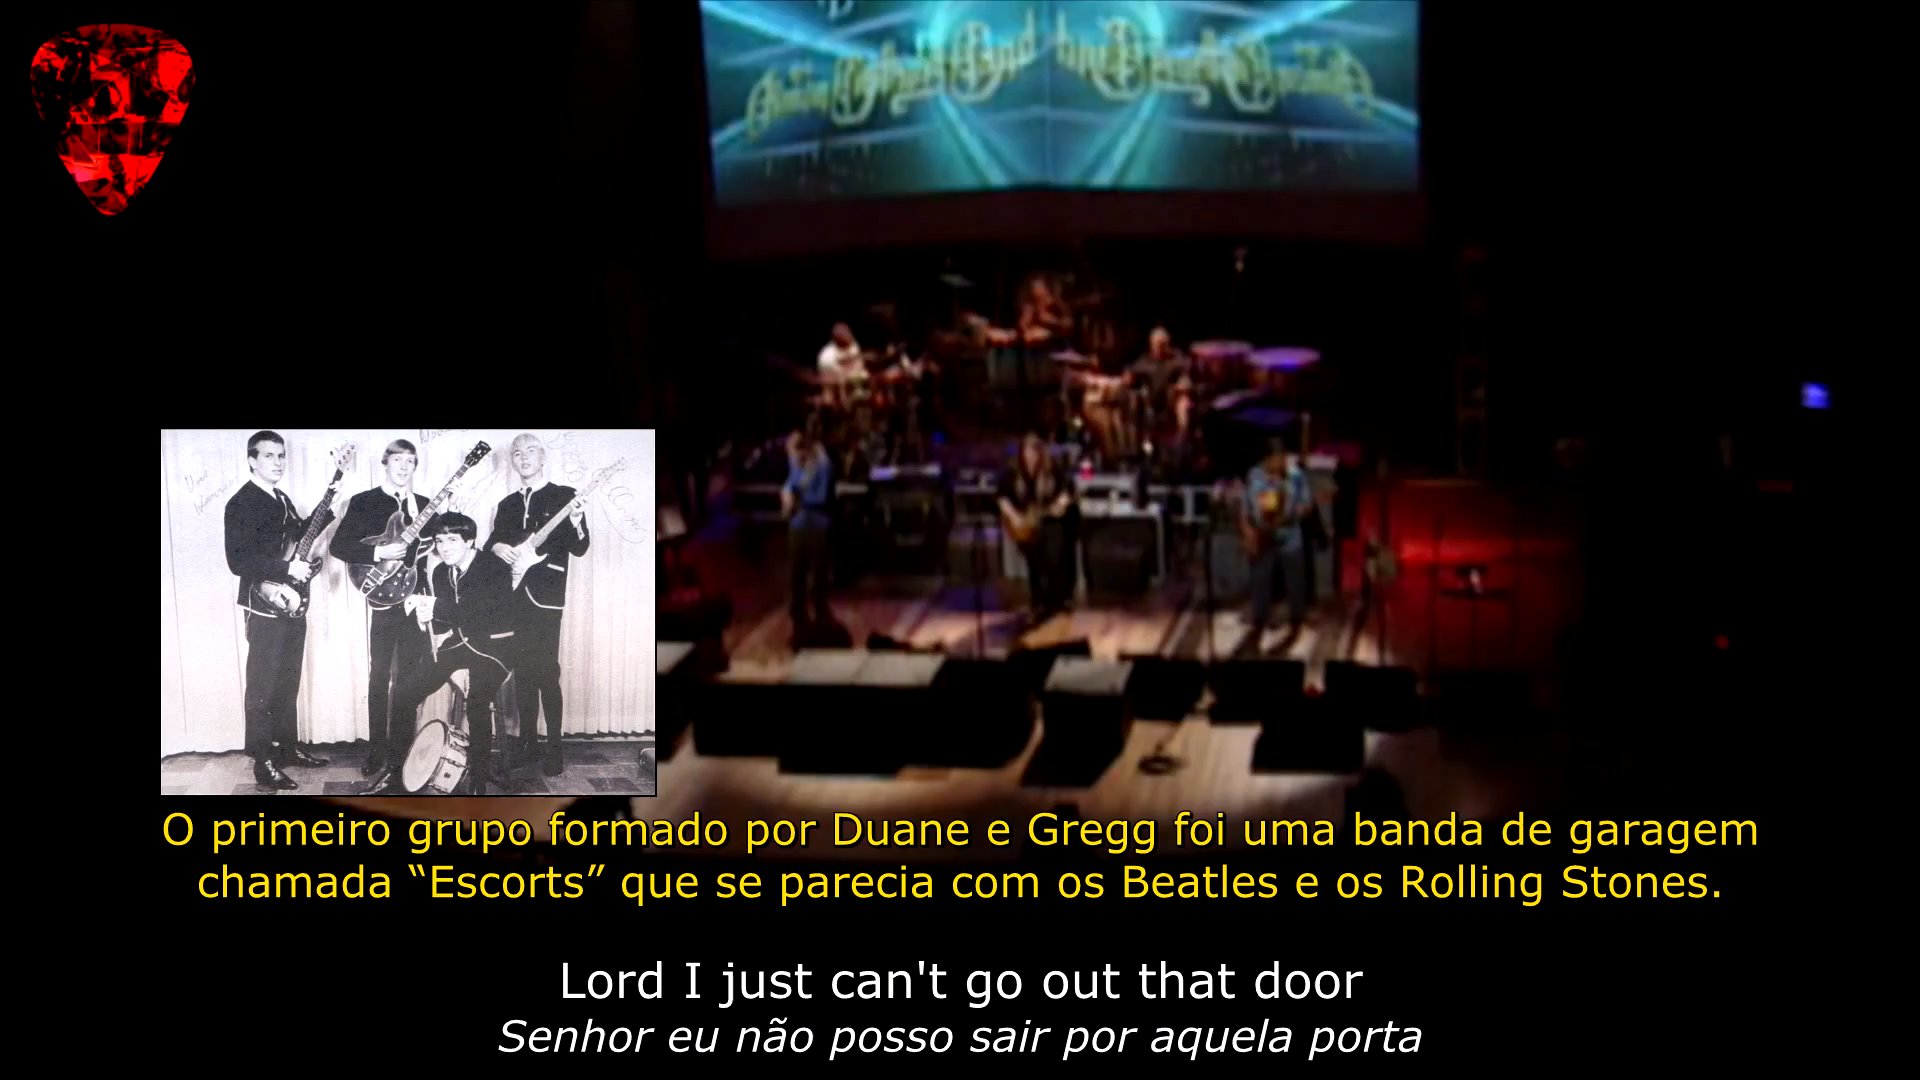 O primeiro grupo formado por Duane e Gregg foi uma banda de garagem
chamada “Escorts” que se parecia com os Beatles e os Rolling Stones.
Lord I just can't go out that door
Senhor eu não posso sair por aquela porta